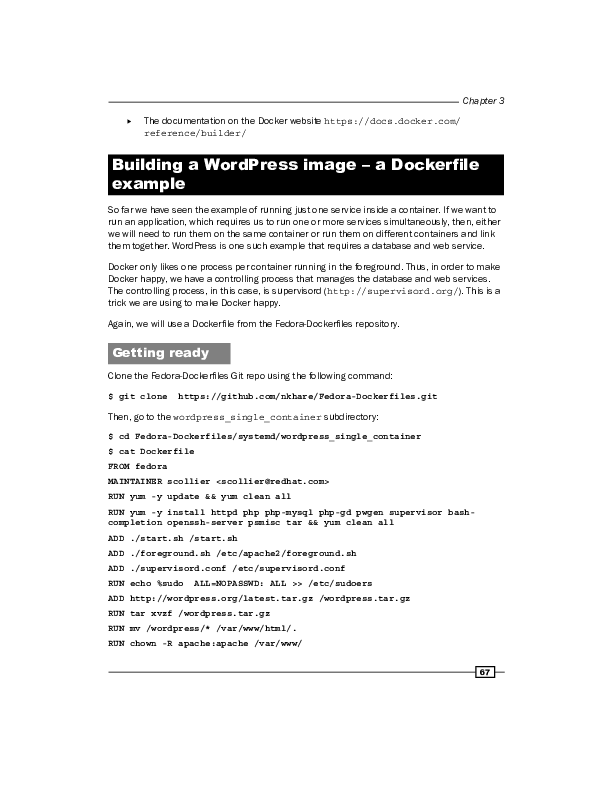 Chapter 3
▸ The documentation on the Docker website https://docs.docker.com/
reference/builder/
Building a WordPress image – a Dockerfile
example
So far we have seen the example of running just one service inside a container. If we want to
run an application, which requires us to run one or more services simultaneously, then, either
we will need to run them on the same container or run them on different containers and link
them together. WordPress is one such example that requires a database and web service.
Docker only likes one process per container running in the foreground. Thus, in order to make
Docker happy, we have a controlling process that manages the database and web services.
The controlling process, in this case, is supervisord (http://supervisord.org/). This is a
trick we are using to make Docker happy.
Again, we will use a Dockerfile from the Fedora-Dockerfiles repository.
Getting ready
Clone the Fedora-Dockerfiles Git repo using the following command:
$ git clone  https://github.com/nkhare/Fedora-Dockerfiles.git
Then, go to the wordpress_single_container subdirectory:
$ cd Fedora-Dockerfiles/systemd/wordpress_single_container
$ cat Dockerfile
FROM fedora
MAINTAINER scollier <scollier@redhat.com>
RUN yum -y update && yum clean all
RUN yum -y install httpd php php-mysql php-gd pwgen supervisor bash-
completion openssh-server psmisc tar && yum clean all
ADD ./start.sh /start.sh
ADD ./foreground.sh /etc/apache2/foreground.sh
ADD ./supervisord.conf /etc/supervisord.conf
RUN echo %sudo  ALL=NOPASSWD: ALL >> /etc/sudoers
ADD http://wordpress.org/latest.tar.gz /wordpress.tar.gz
RUN tar xvzf /wordpress.tar.gz
RUN mv /wordpress/* /var/www/html/.
RUN chown -R apache:apache /var/www/
67